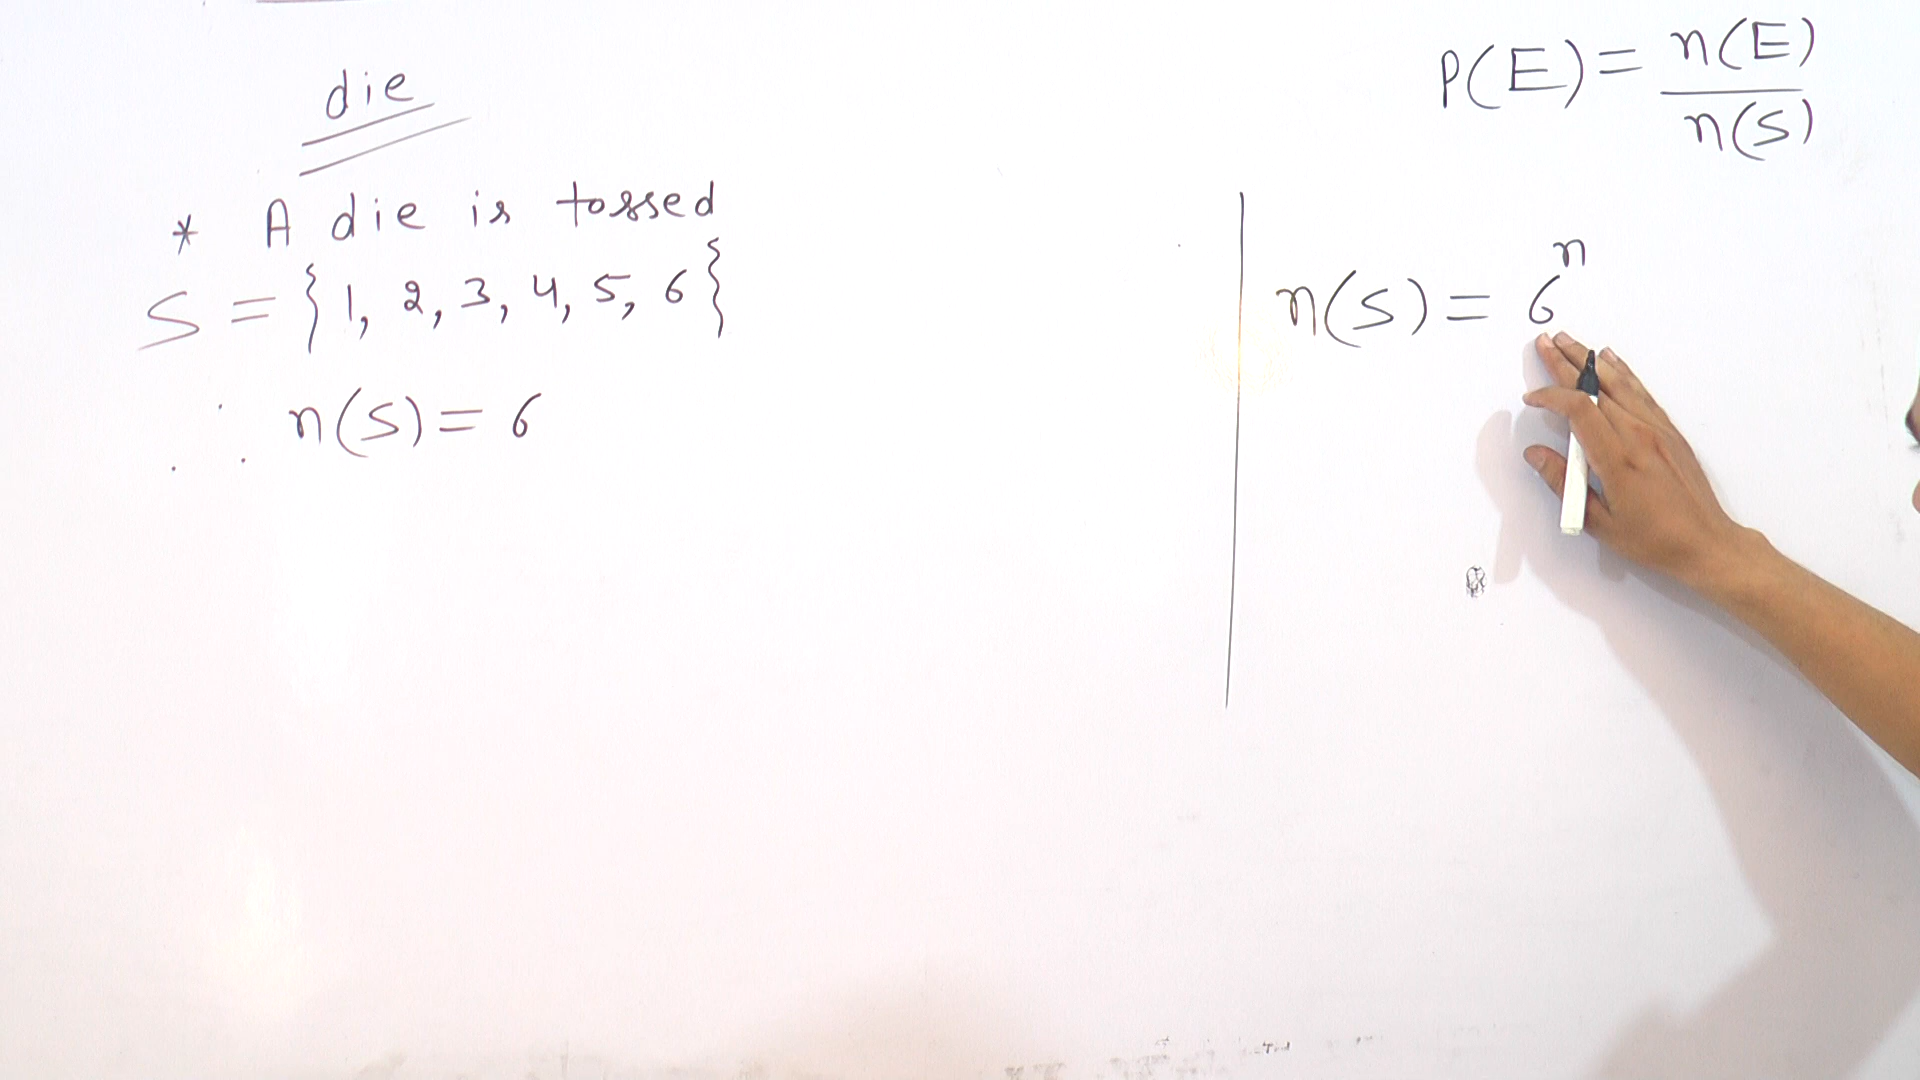 die
* A die is tossed
S = {1, 2, 3, 4, 5, 6}
∴ n(S) = 6
P(E) = n(E) / n(S)
n(S) = 6ⁿ